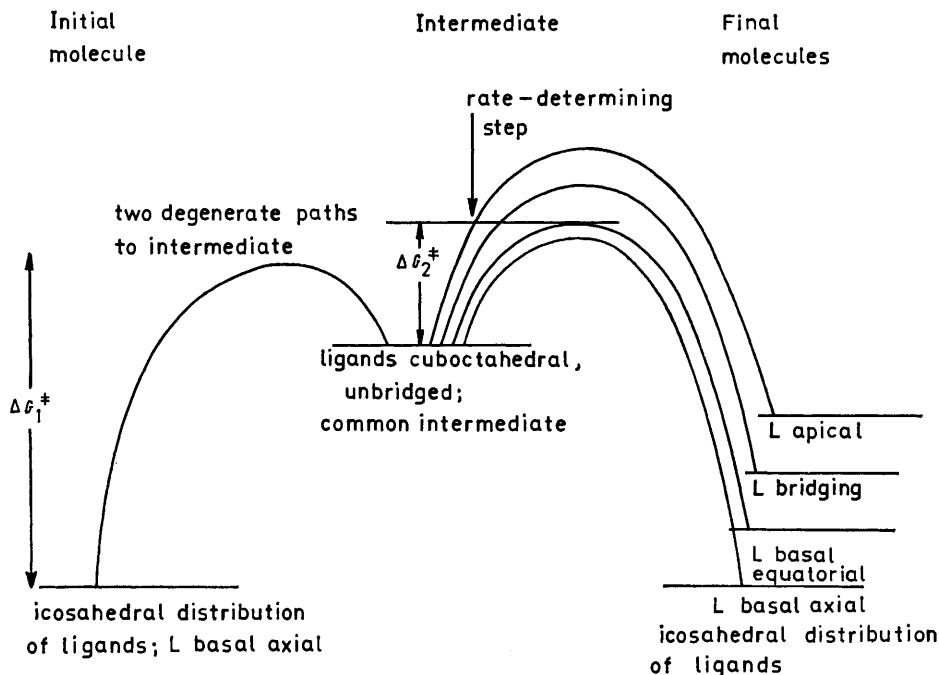 Initial
molecule
Intermediate
Final
molecules
rate-determining
step
two degenerate paths
to intermediate
ΔG₂‡
ΔG₁‡
ligands cuboctahedral,
unbridged;
common intermediate
L apical
L bridging
L basal
equatorial
icosahedral distribution
of ligands; L basal axial
L basal axial
icosahedral distribution
of ligands